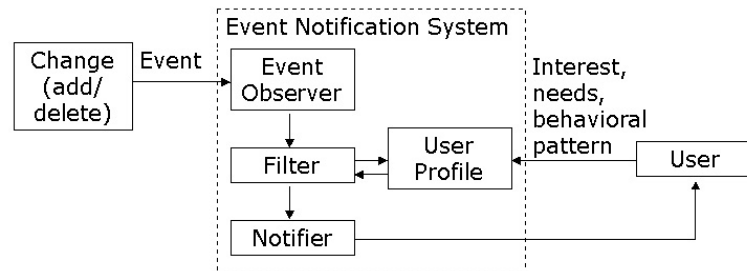 Event Notification System
Change
(add/
delete)
Event
Event
Observer
Interest,
needs,
behavioral
pattern
Filter
User
Profile
User
Notifier